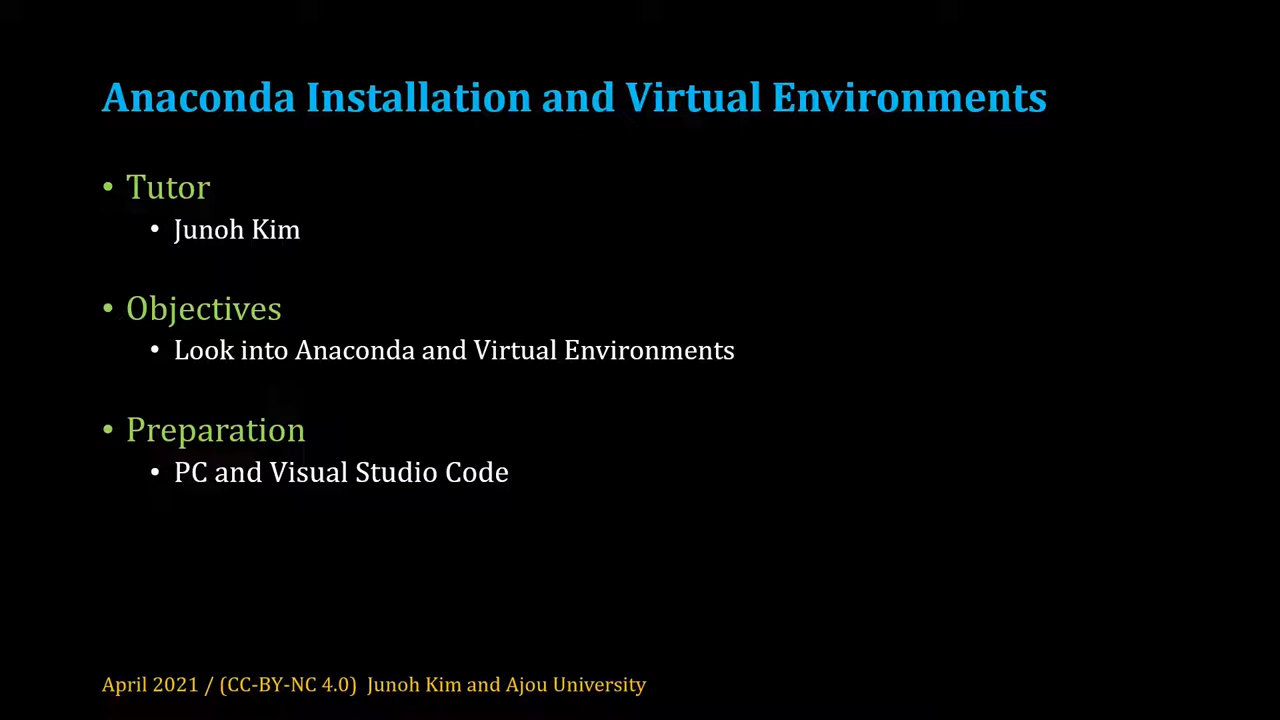 Anaconda Installation and Virtual Environments
• Tutor
• Junoh Kim
• Objectives
• Look into Anaconda and Virtual Environments
• Preparation
• PC and Visual Studio Code
April 2021 / (CC-BY-NC 4.0) Junoh Kim and Ajou University